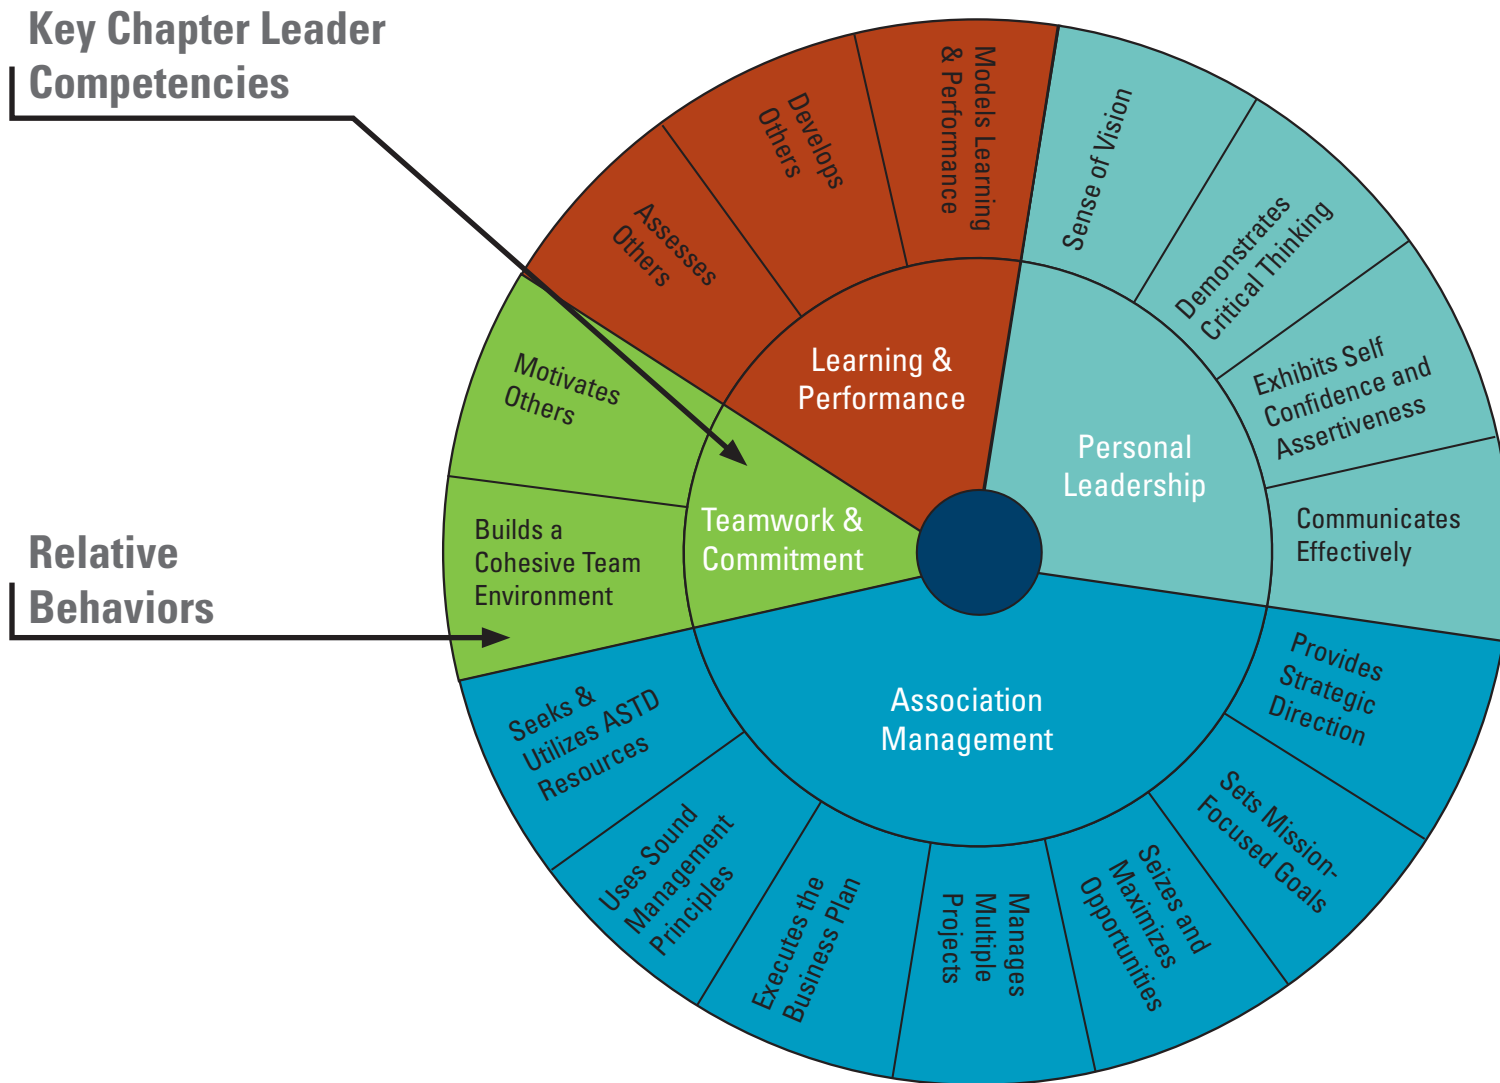 Key Chapter Leader
Competencies
Relative
Behaviors
Learning &
Performance
Assesses
Others
Develops
Others
Models Learning
& Performance
Personal
Leadership
Sense of Vision
Demonstrates
Critical Thinking
Exhibits Self
Confidence and
Assertiveness
Communicates
Effectively
Association
Management
Provides
Strategic
Direction
Sets Mission-
Focused Goals
Seizes and
Maximizes
Opportunities
Manages
Multiple
Projects
Executes the
Business Plan
Uses Sound
Management
Principles
Seeks &
Utilizes ASTD
Resources
Teamwork &
Commitment
Builds a
Cohesive Team
Environment
Motivates
Others